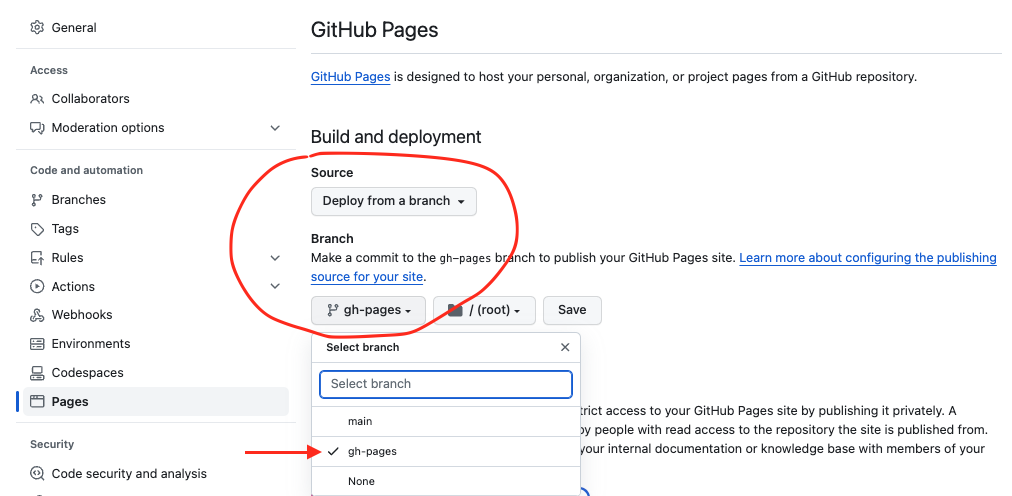 General
Access
Collaborators
Moderation options
Code and automation
Branches
Tags
Rules
Actions
Webhooks
Environments
Codespaces
Pages
Security
Code security and analysis
GitHub Pages
GitHub Pages is designed to host your personal, organization, or project pages from a GitHub repository.
Build and deployment
Source
Deploy from a branch
Branch
Make a commit to the gh-pages branch to publish your GitHub Pages site. Learn more about configuring the publishing
source for your site.
gh-pages / (root) Save
Select branch
Select branch
main
gh-pages
None
access to your GitHub Pages site by publishing it privately. A
people with read access to the repository the site is published from.
your internal documentation or knowledge base with members of your